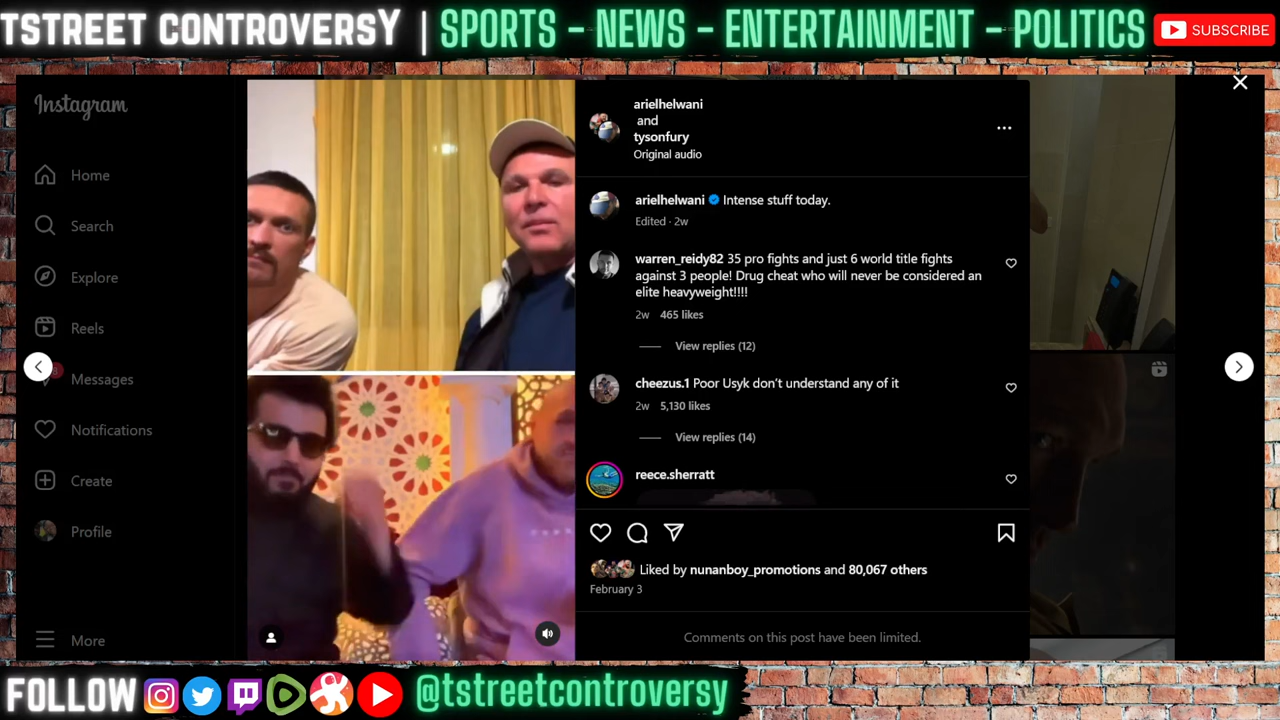 TSTREET CONTROVERSY | SPORTS - NEWS - ENTERTAINMENT - POLITICS
SUBSCRIBE
Instagram
Home
Search
Explore
Reels
Messages
Notifications
Create
Profile
More
arielhelwani
and
tysonfury
Original audio
arielhelwani Intense stuff today.
Edited · 2w
warren_reidy82 35 pro fights and just 6 world title fights
against 3 people! Drug cheat who will never be considered an
elite heavyweight!!!!
2w 465 likes
View replies (12)
cheezus.1 Poor Usyk don't understand any of it
2w 5,130 likes
View replies (14)
reece.sherratt
Liked by nunanboy_promotions and 80,067 others
February 3
Comments on this post have been limited.
FOLLOW @tstreetcontroversy